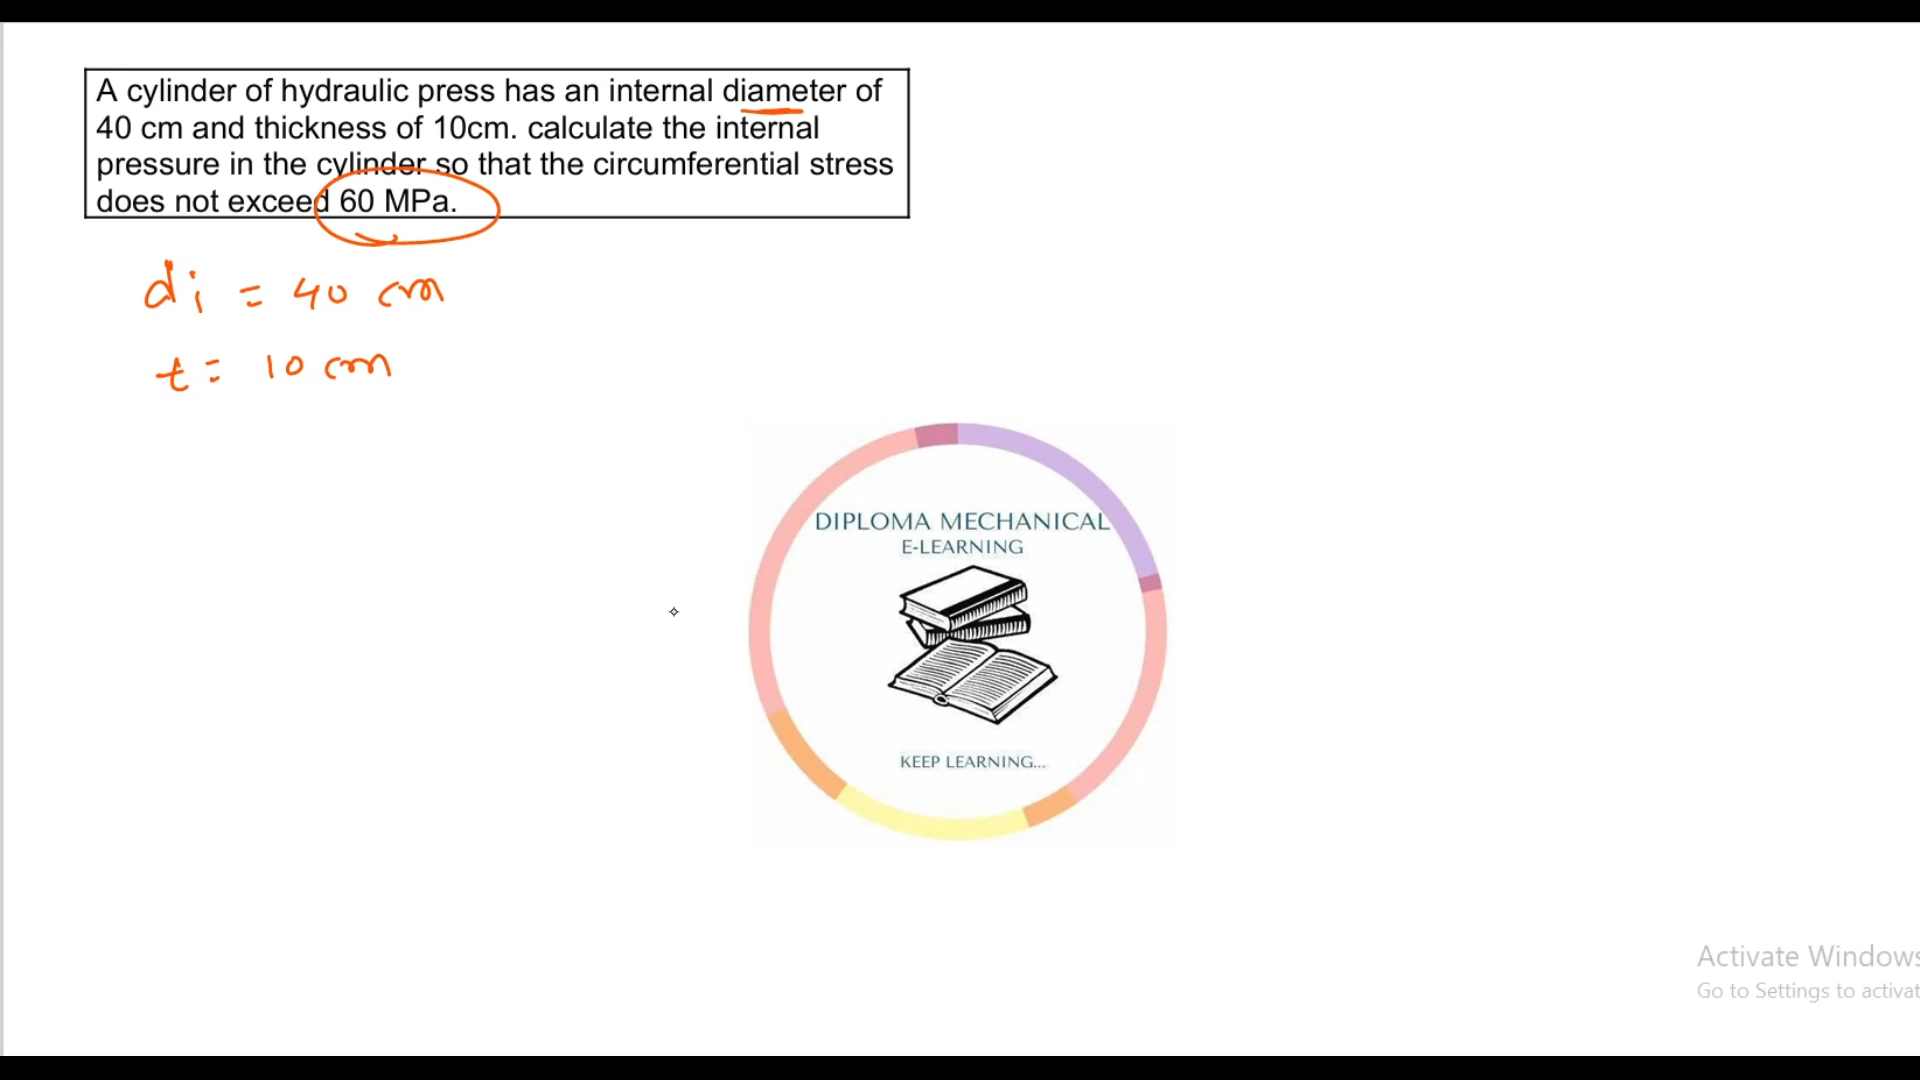 A cylinder of hydraulic press has an internal diameter of
40 cm and thickness of 10cm. calculate the internal
pressure in the cylinder so that the circumferential stress
does not exceed 60 MPa.
di = 40 cm
t = 10 cm
DIPLOMA MECHANICAL
E-LEARNING
KEEP LEARNING...
Activate Windows
Go to Settings to activat